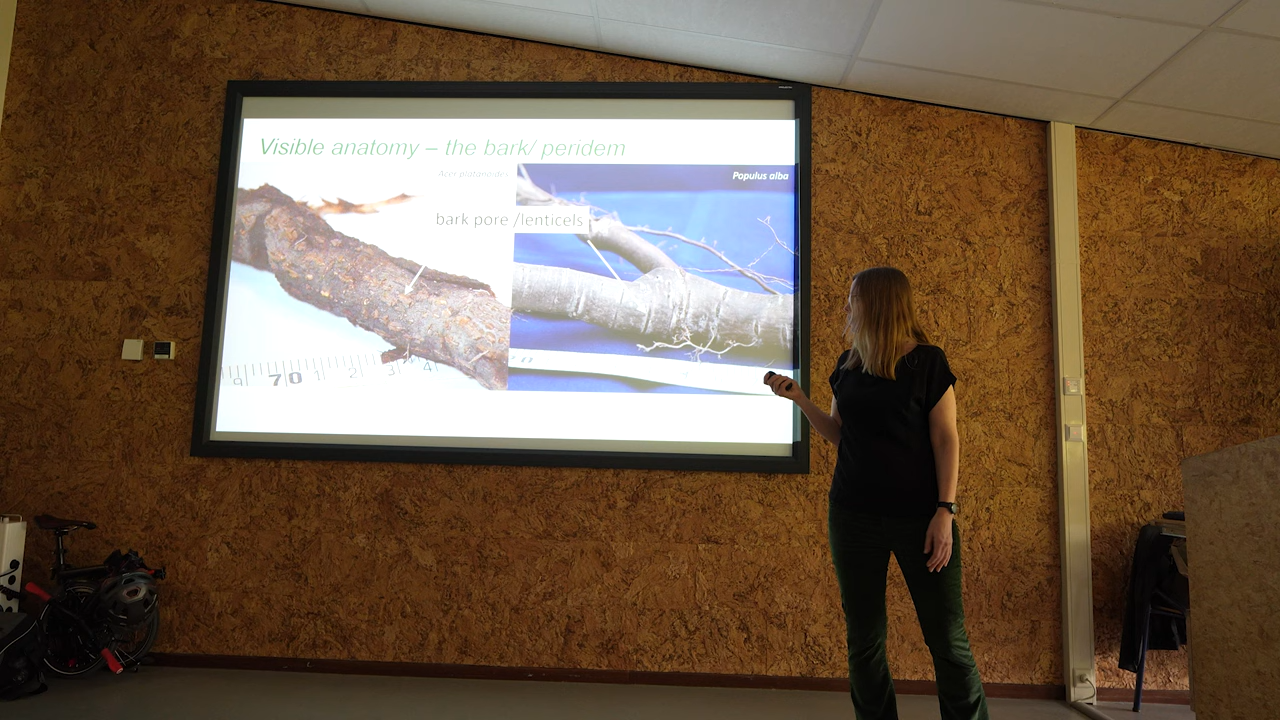 Visible anatomy – the bark/ peridem
Acer platanoides
Populus alba
bark pore /lenticels
9 70 1 2 3 4